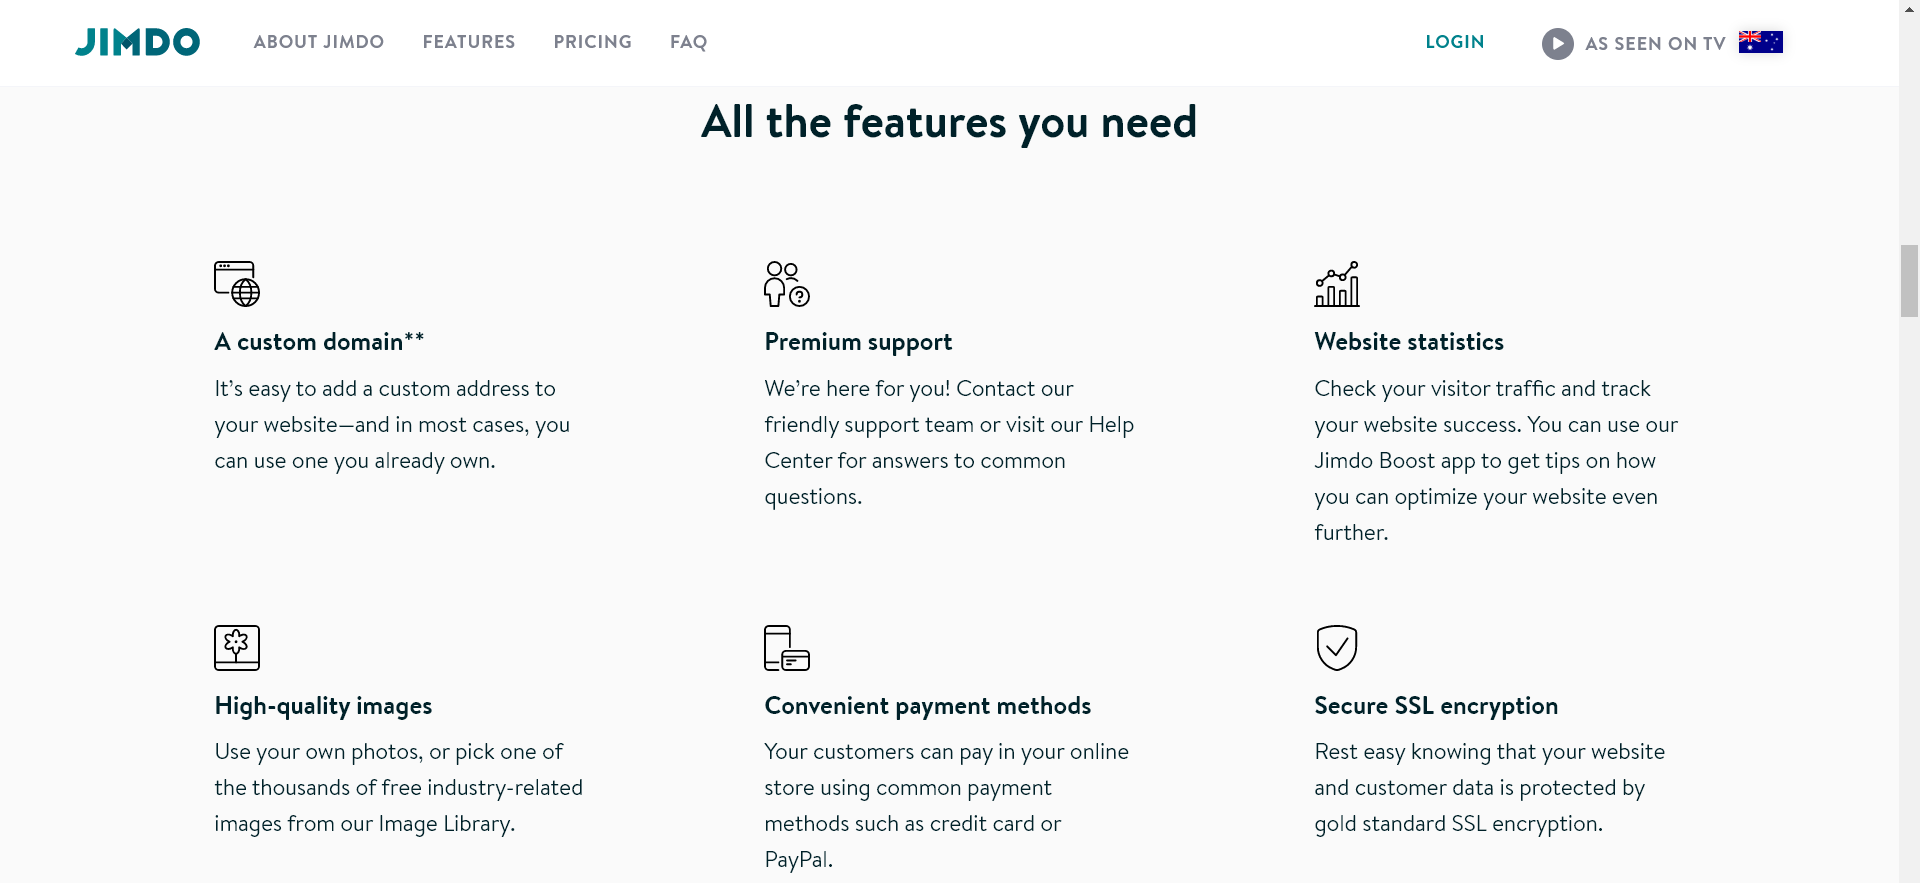 JIMDO ABOUT JIMDO FEATURES PRICING FAQ LOGIN AS SEEN ON TV
All the features you need
A custom domain**
It’s easy to add a custom address to
your website—and in most cases, you
can use one you already own.
Premium support
We’re here for you! Contact our
friendly support team or visit our Help
Center for answers to common
questions.
Website statistics
Check your visitor traffic and track
your website success. You can use our
Jimdo Boost app to get tips on how
you can optimize your website even
further.
High-quality images
Use your own photos, or pick one of
the thousands of free industry-related
images from our Image Library.
Convenient payment methods
Your customers can pay in your online
store using common payment
methods such as credit card or
PayPal.
Secure SSL encryption
Rest easy knowing that your website
and customer data is protected by
gold standard SSL encryption.